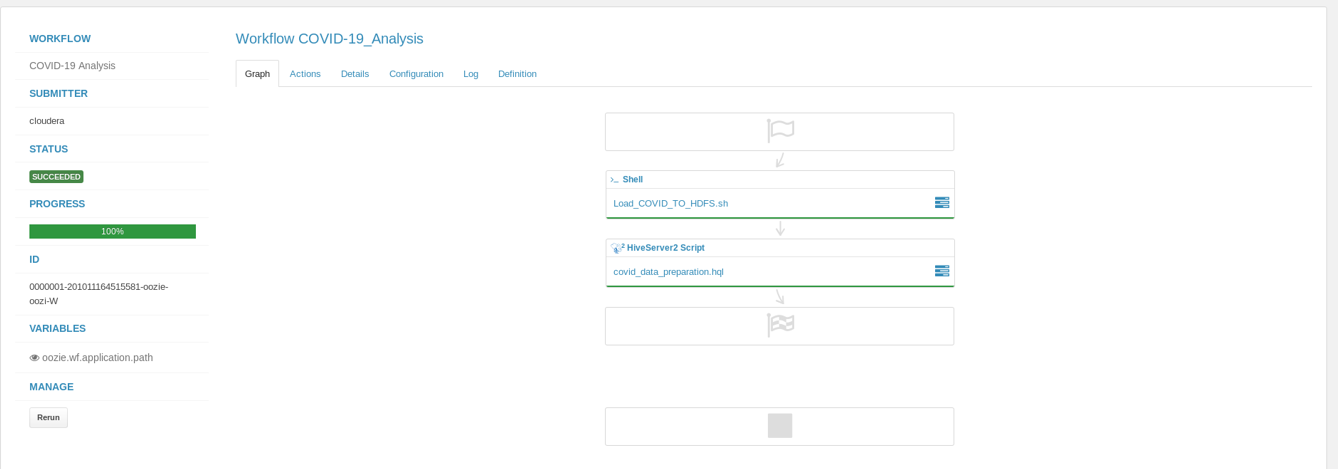 WORKFLOW
COVID-19 Analysis
SUBMITTER
cloudera
STATUS
SUCCEEDED
PROGRESS
100%
ID
0000001-201011164515581-oozie-
oozi-W
VARIABLES
oozie.wf.application.path
MANAGE
Rerun
Workflow COVID-19_Analysis
Graph Actions Details Configuration Log Definition
Shell
Load_COVID_TO_HDFS.sh
2 HiveServer2 Script
covid_data_preparation.hql